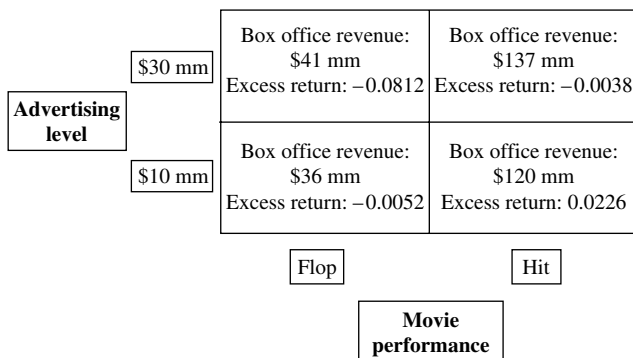 Box office revenue:
$41 mm
Excess return: −0.0812
Box office revenue:
$137 mm
Excess return: −0.0038
$30 mm
Advertising
level
$10 mm
Box office revenue:
$36 mm
Excess return: −0.0052
Box office revenue:
$120 mm
Excess return: 0.0226
Flop
Hit
Movie
performance